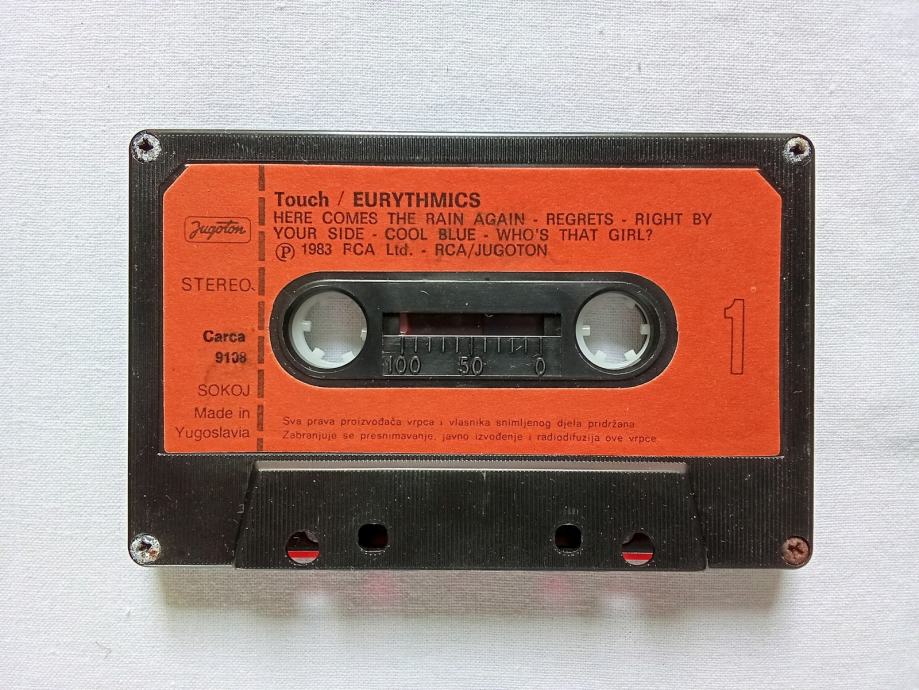 Touch / EURYTHMICS
HERE COMES THE RAIN AGAIN - REGRETS - RIGHT BY
YOUR SIDE - COOL BLUE - WHO'S THAT GIRL?
Ⓟ 1983 RCA Ltd. - RCA/JUGOTON
Jugoton
STEREO
Carca
9108
SOKOJ
Made in
Yugoslavia
1
100 50 0
Sva prava proizvođača vrpca i vlasnika snimljenog djela pridržana
Zabranjuje se presnimavanje, javno izvođenje i radiodifuzija ove vrpce